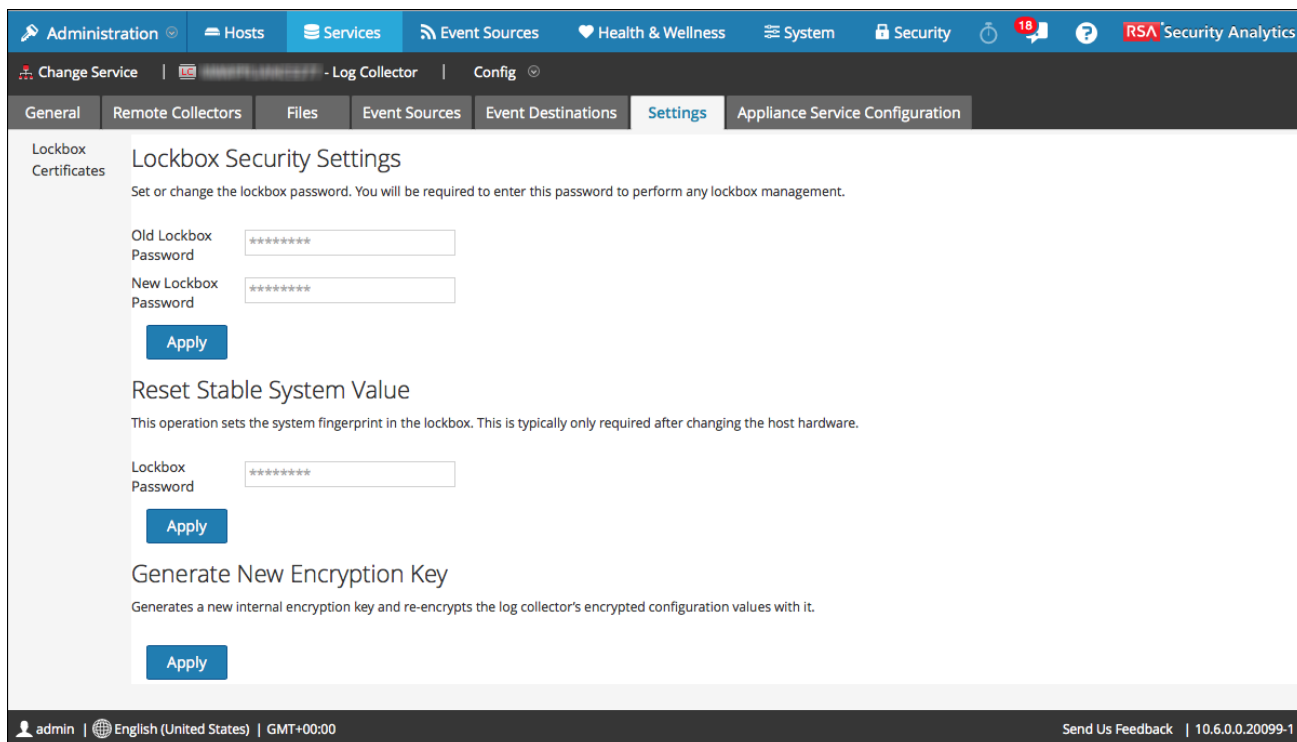 Administration Hosts Services Event Sources Health & Wellness System Security 18 ? RSA Security Analytics
Change Service | LC - Log Collector | Config
General Remote Collectors Files Event Sources Event Destinations Settings Appliance Service Configuration
Lockbox
Certificates
Lockbox Security Settings
Set or change the lockbox password. You will be required to enter this password to perform any lockbox management.
Old Lockbox
Password
********
New Lockbox
Password
********
Apply
Reset Stable System Value
This operation sets the system fingerprint in the lockbox. This is typically only required after changing the host hardware.
Lockbox
Password
********
Apply
Generate New Encryption Key
Generates a new internal encryption key and re-encrypts the log collector's encrypted configuration values with it.
Apply
admin | English (United States) | GMT+00:00 Send Us Feedback | 10.6.0.0.20099-1